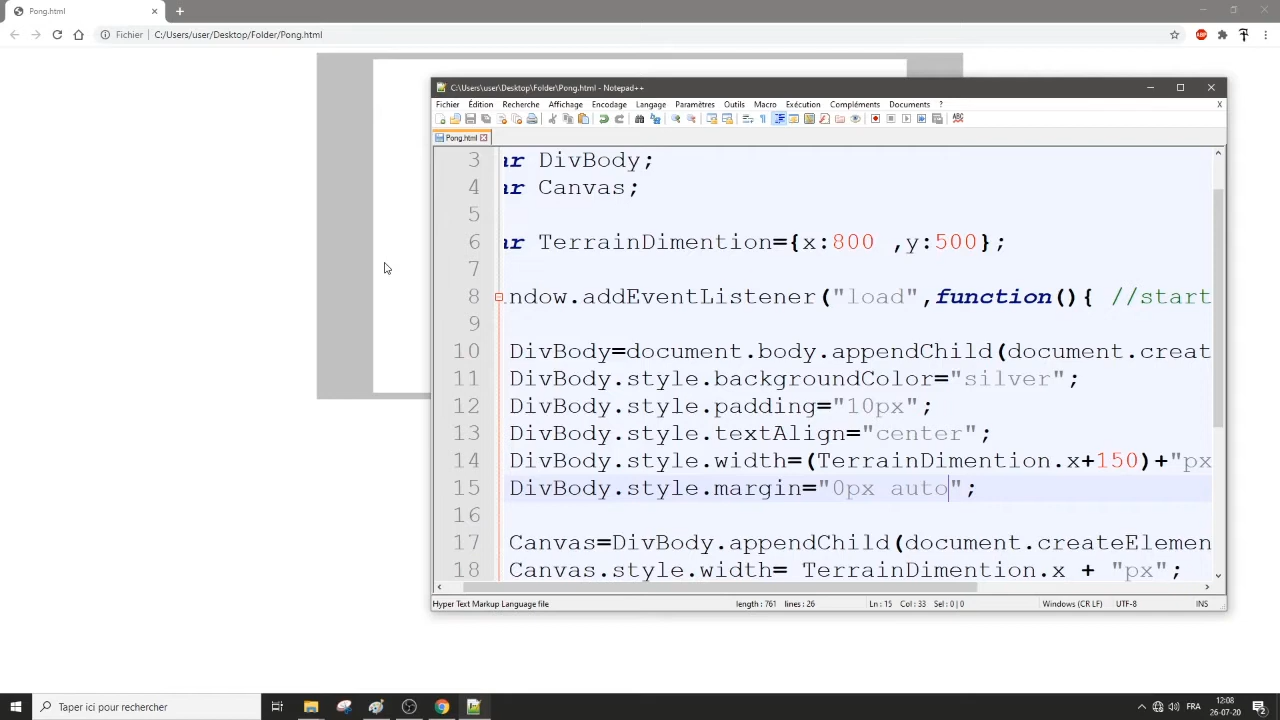 Pong.html
Fichier C:/Users/user/Desktop/Folder/Pong.html
ABP
C:\Users\user\Desktop\Folder\Pong.html - Notepad++
Fichier Édition Recherche Affichage Encodage Langage Paramètres Outils Macro Exécution Compléments Documents ? X
Pong.html
3 ar DivBody;
4 ar Canvas;
5
6 ar TerrainDimention={x:800 ,y:500};
7
8 ndow.addEventListener("load",function(){ //start
9
10 DivBody=document.body.appendChild(document.creat
11 DivBody.style.backgroundColor="silver";
12 DivBody.style.padding="10px";
13 DivBody.style.textAlign="center";
14 DivBody.style.width=(TerrainDimention.x+150)+"px
15 DivBody.style.margin="0px auto";
16
17 Canvas=DivBody.appendChild(document.createElemen
18 Canvas.style.width= TerrainDimention.x + "px";
Hyper Text Markup Language file length : 761 lines : 26 Ln : 15 Col : 33 Sel : 0 | 0 Windows (CR LF) UTF-8 INS
Taper ici pour rechercher
FRA
12:08
26-07-20
2